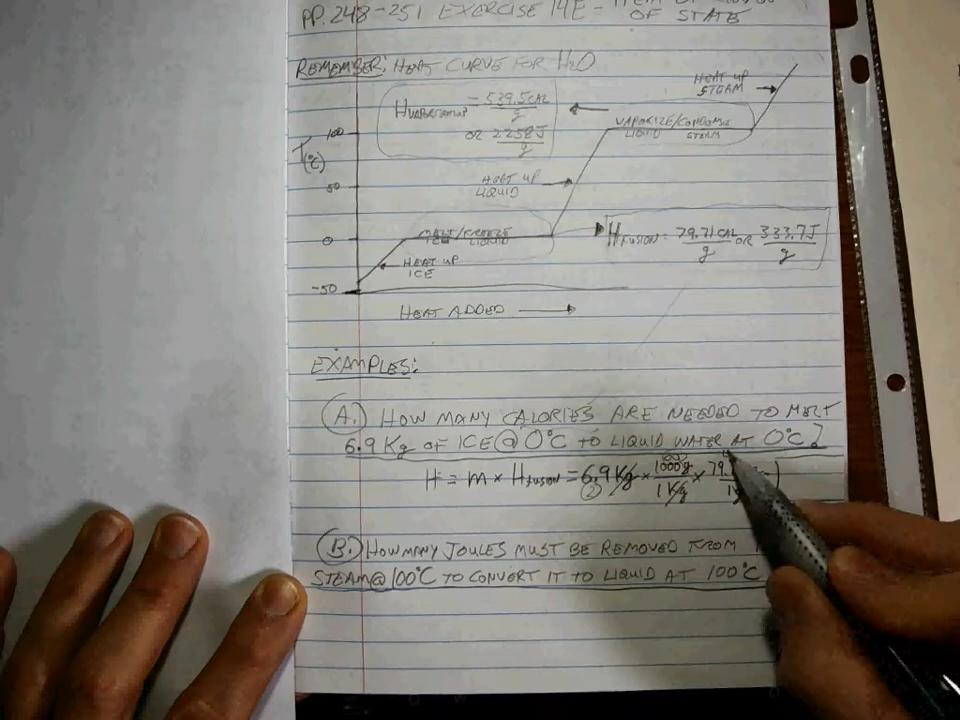 PP. 248-251 EXERCISE 14E -
OF STATE
REMEMBER: HEAT CURVE FOR H2O
HEAT UP
STEAM
Hvaporization = 539.5 CAL
g
OR 2258 J
g
VAPORIZE/CONDENSE
LIQUID STEAM
100
T(°C)
HEAT UP
LIQUID
50
MELT/FREEZE
ICE LIQUID
0
Hfusion = 79.71 CAL OR 333.7 J
g g
HEAT UP
ICE
-50
HEAT ADDED
EXAMPLES:
A.) HOW MANY CALORIES ARE NEEDED TO MELT
6.9 Kg OF ICE @ 0°C TO LIQUID WATER AT 0°C?
H = m × Hfusion = 6.9 Kg × 1000 g × 79
2 1 Kg 1
B.) HOW MANY JOULES MUST BE REMOVED FROM
STEAM @ 100°C TO CONVERT IT TO LIQUID AT 100°C